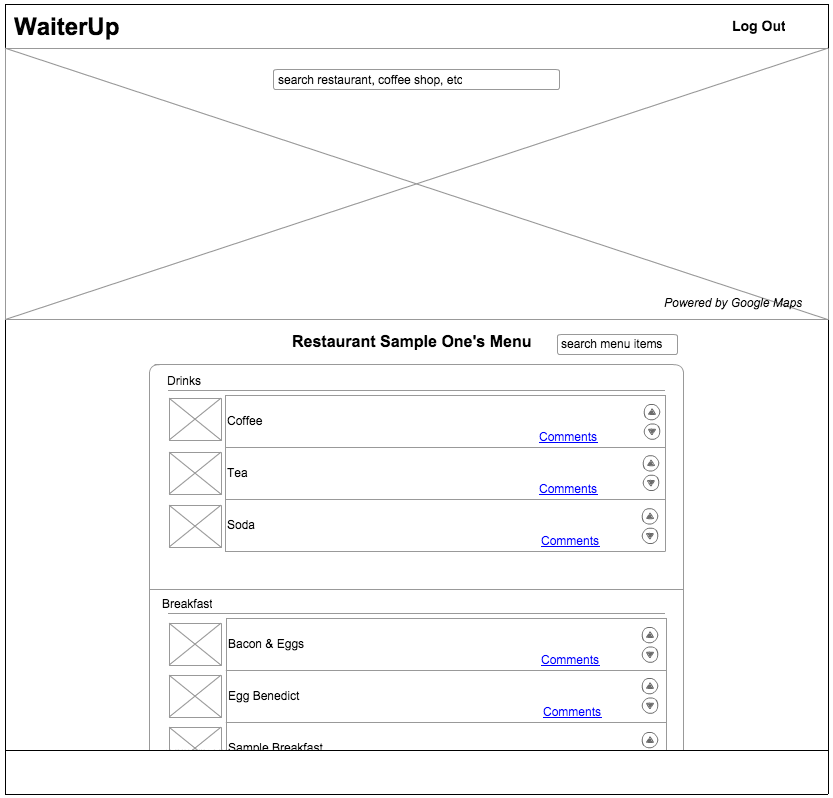 WaiterUp
Log Out
search restaurant, coffee shop, etc
Powered by Google Maps
Restaurant Sample One's Menu
search menu items
Drinks
Coffee
Comments
Tea
Comments
Soda
Comments
Breakfast
Bacon & Eggs
Comments
Egg Benedict
Comments
Sample Breakfast